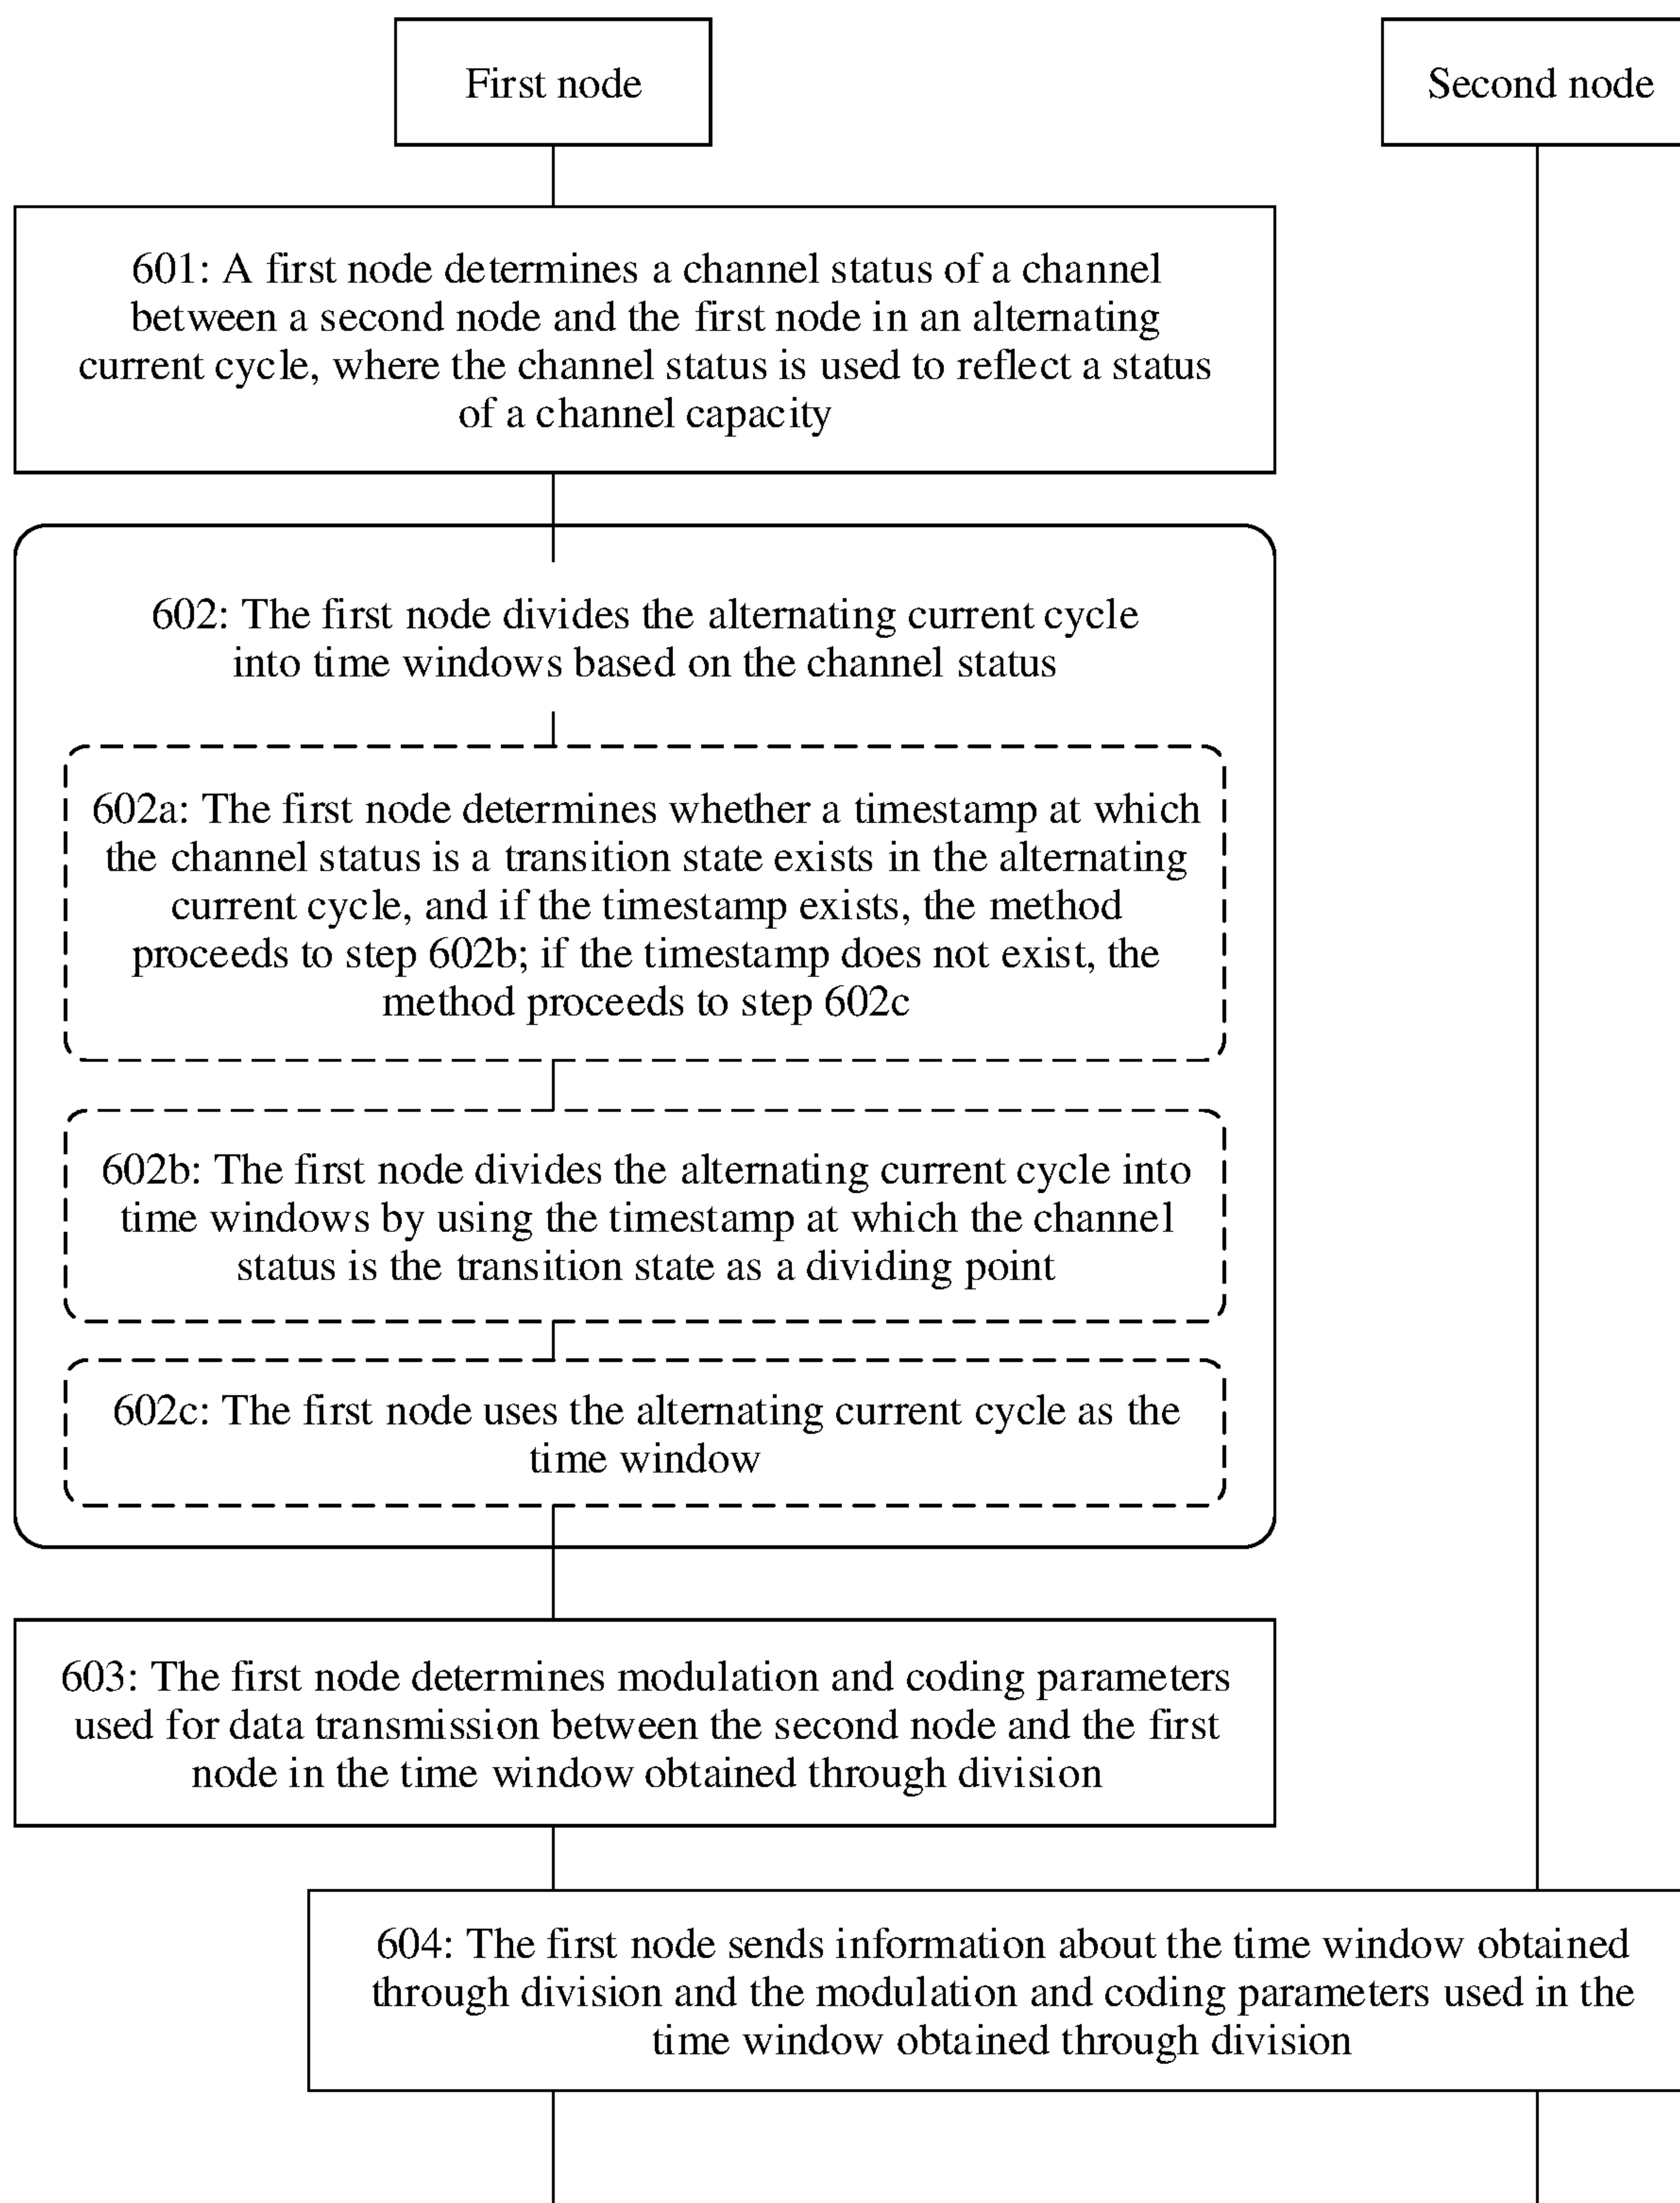 First node
Second node
601: A first node determines a channel status of a channel
between a second node and the first node in an alternating
current cycle, where the channel status is used to reflect a status
of a channel capacity
602: The first node divides the alternating current cycle
into time windows based on the channel status
602a: The first node determines whether a timestamp at which
the channel status is a transition state exists in the alternating
current cycle, and if the timestamp exists, the method
proceeds to step 602b; if the timestamp does not exist, the
method proceeds to step 602c
602b: The first node divides the alternating current cycle into
time windows by using the timestamp at which the channel
status is the transition state as a dividing point
602c: The first node uses the alternating current cycle as the
time window
603: The first node determines modulation and coding parameters
used for data transmission between the second node and the first
node in the time window obtained through division
604: The first node sends information about the time window obtained
through division and the modulation and coding parameters used in the
time window obtained through division